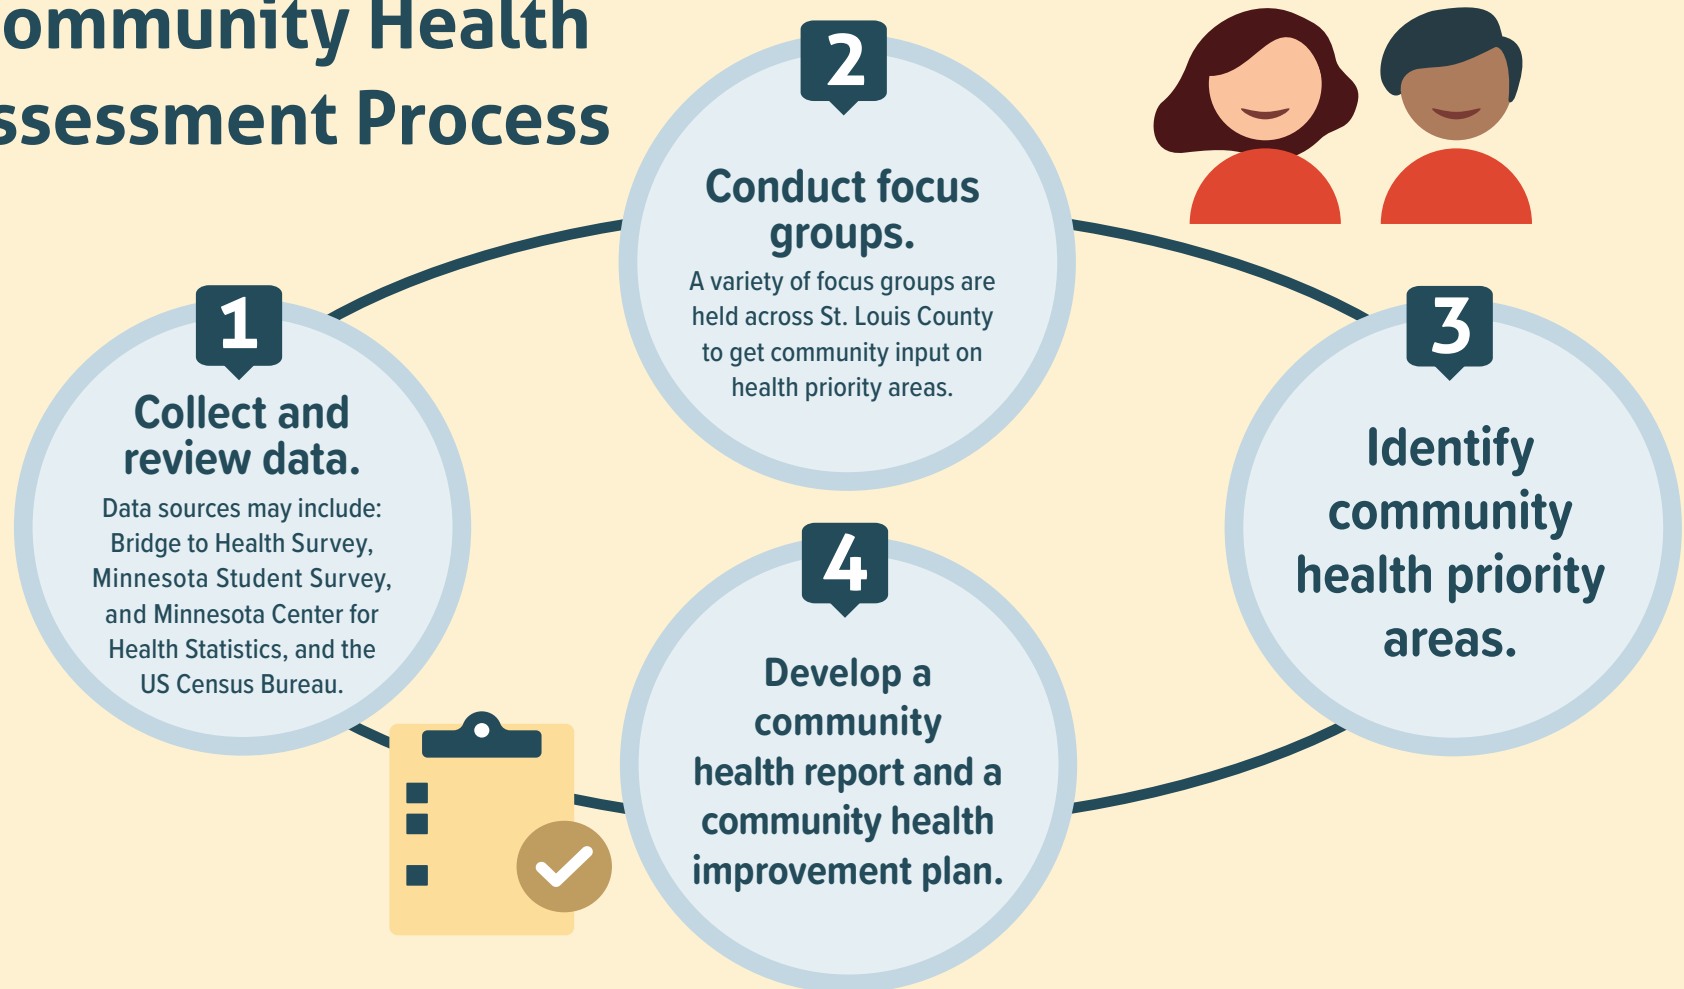 ommunity Health
ssessment Process
1
Collect and
review data.
Data sources may include:
Bridge to Health Survey,
Minnesota Student Survey,
and Minnesota Center for
Health Statistics, and the
US Census Bureau.
2
Conduct focus
groups.
A variety of focus groups are
held across St. Louis County
to get community input on
health priority areas.
3
Identify
community
health priority
areas.
4
Develop a
community
health report and a
community health
improvement plan.